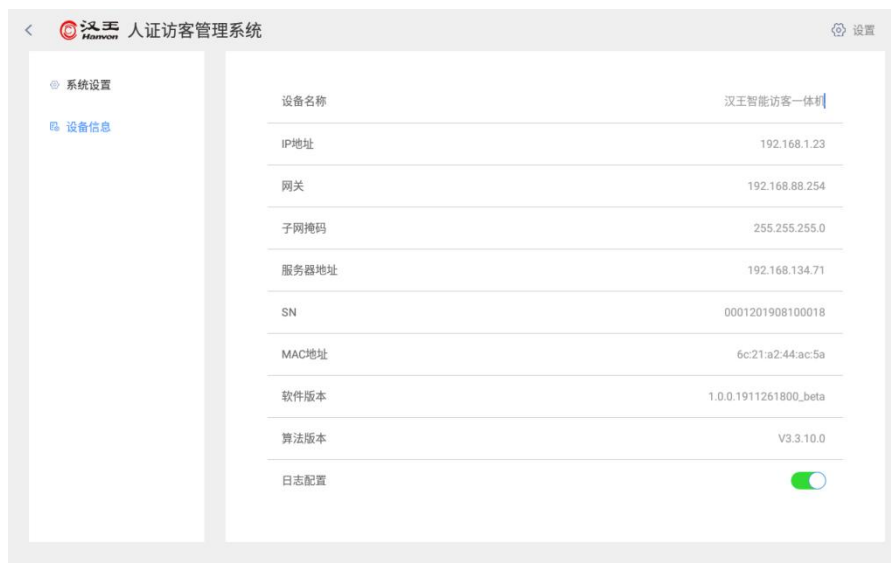 汉王 Hanvon 人证访客管理系统 设置
系统设置
设备信息
设备名称 汉王智能访客一体机
IP地址 192.168.1.23
网关 192.168.88.254
子网掩码 255.255.255.0
服务器地址 192.168.134.71
SN 0001201908100018
MAC地址 6c:21:a2:44:ac:5a
软件版本 1.0.0.1911261800_beta
算法版本 V3.3.10.0
日志配置